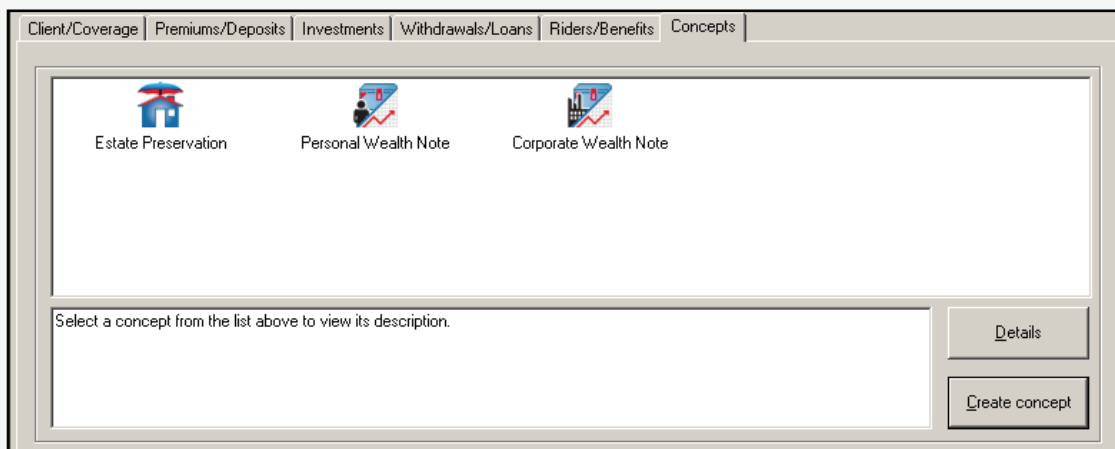 Client/Coverage Premiums/Deposits Investments Withdrawals/Loans Riders/Benefits Concepts
Estate Preservation Personal Wealth Note Corporate Wealth Note
Select a concept from the list above to view its description.
Details
Create concept